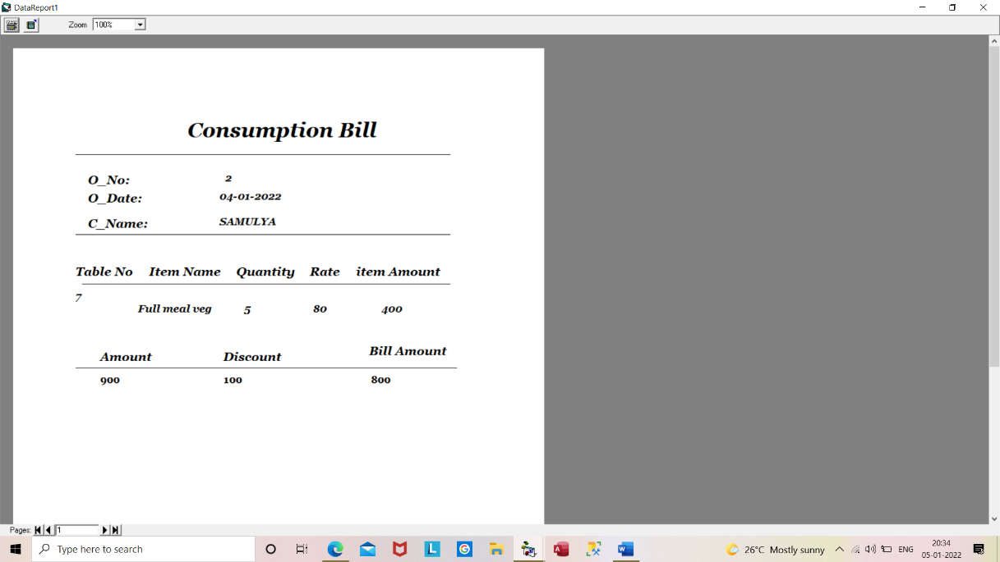 DataReport1
Zoom 100%
Consumption Bill
O_No: 2
O_Date: 04-01-2022
C_Name: SAMULYA
Table No Item Name Quantity Rate item Amount
7
Full meal veg 5 80 400
Amount Discount Bill Amount
900 100 800
Pages: 1
Type here to search
L
G
A
W
26°C Mostly sunny
ENG
20:34
05-01-2022